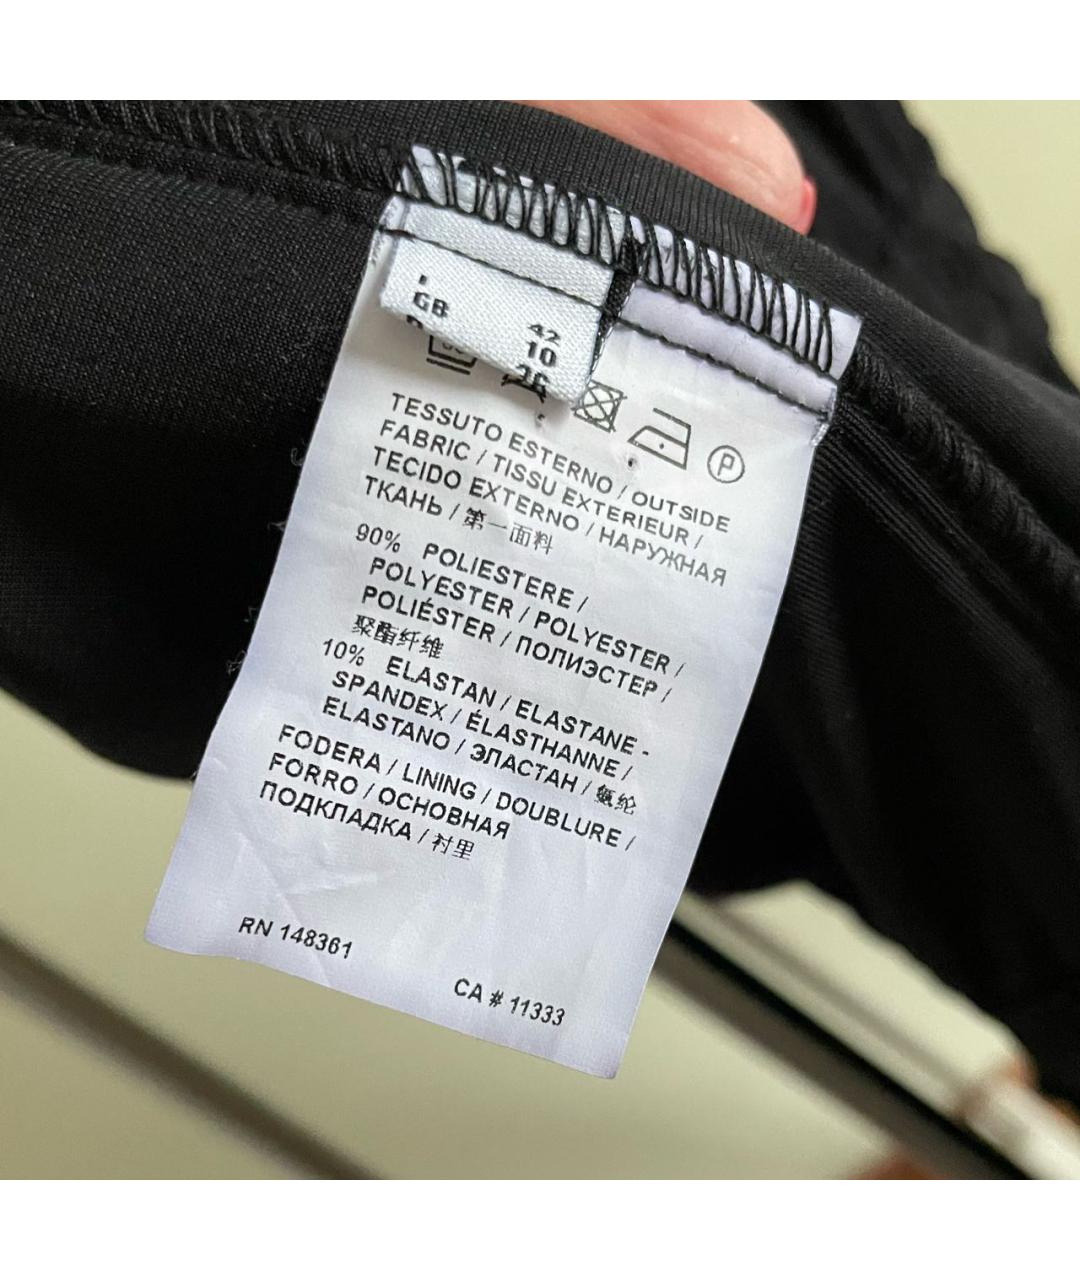 I 42
GB 10
TESSUTO ESTERNO / OUTSIDE
FABRIC / TISSU EXTERIEUR /
TECIDO EXTERNO / НАРУЖНАЯ
ТКАНЬ / 第一面料
90% POLIESTERE /
POLYESTER / POLYESTER /
POLIÉSTER / ПОЛИЭСТЕР /
聚酯纤维
10% ELASTAN / ELASTANE -
SPANDEX / ÉLASTHANNE /
ELASTANO / ЭЛАСТАН / 氨纶
FODERA / LINING / DOUBLURE /
FORRO / ОСНОВНАЯ
ПОДКЛАДКА / 衬里
RN 148361
CA # 11333
P